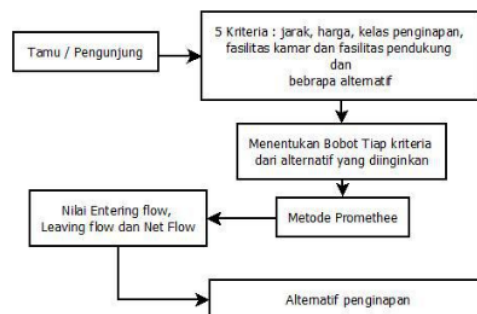 Tamu / Pengunjung
5 Kriteria : jarak, harga, kelas penginapan,
fasilitas kamar dan fasilitas pendukung
dan
bebrapa alternatif
Menentukan Bobot Tiap kriteria
dari alternatif yang diinginkan
Metode Promethee
Nilai Entering flow,
Leaving flow dan Net Flow
Alternatif penginapan